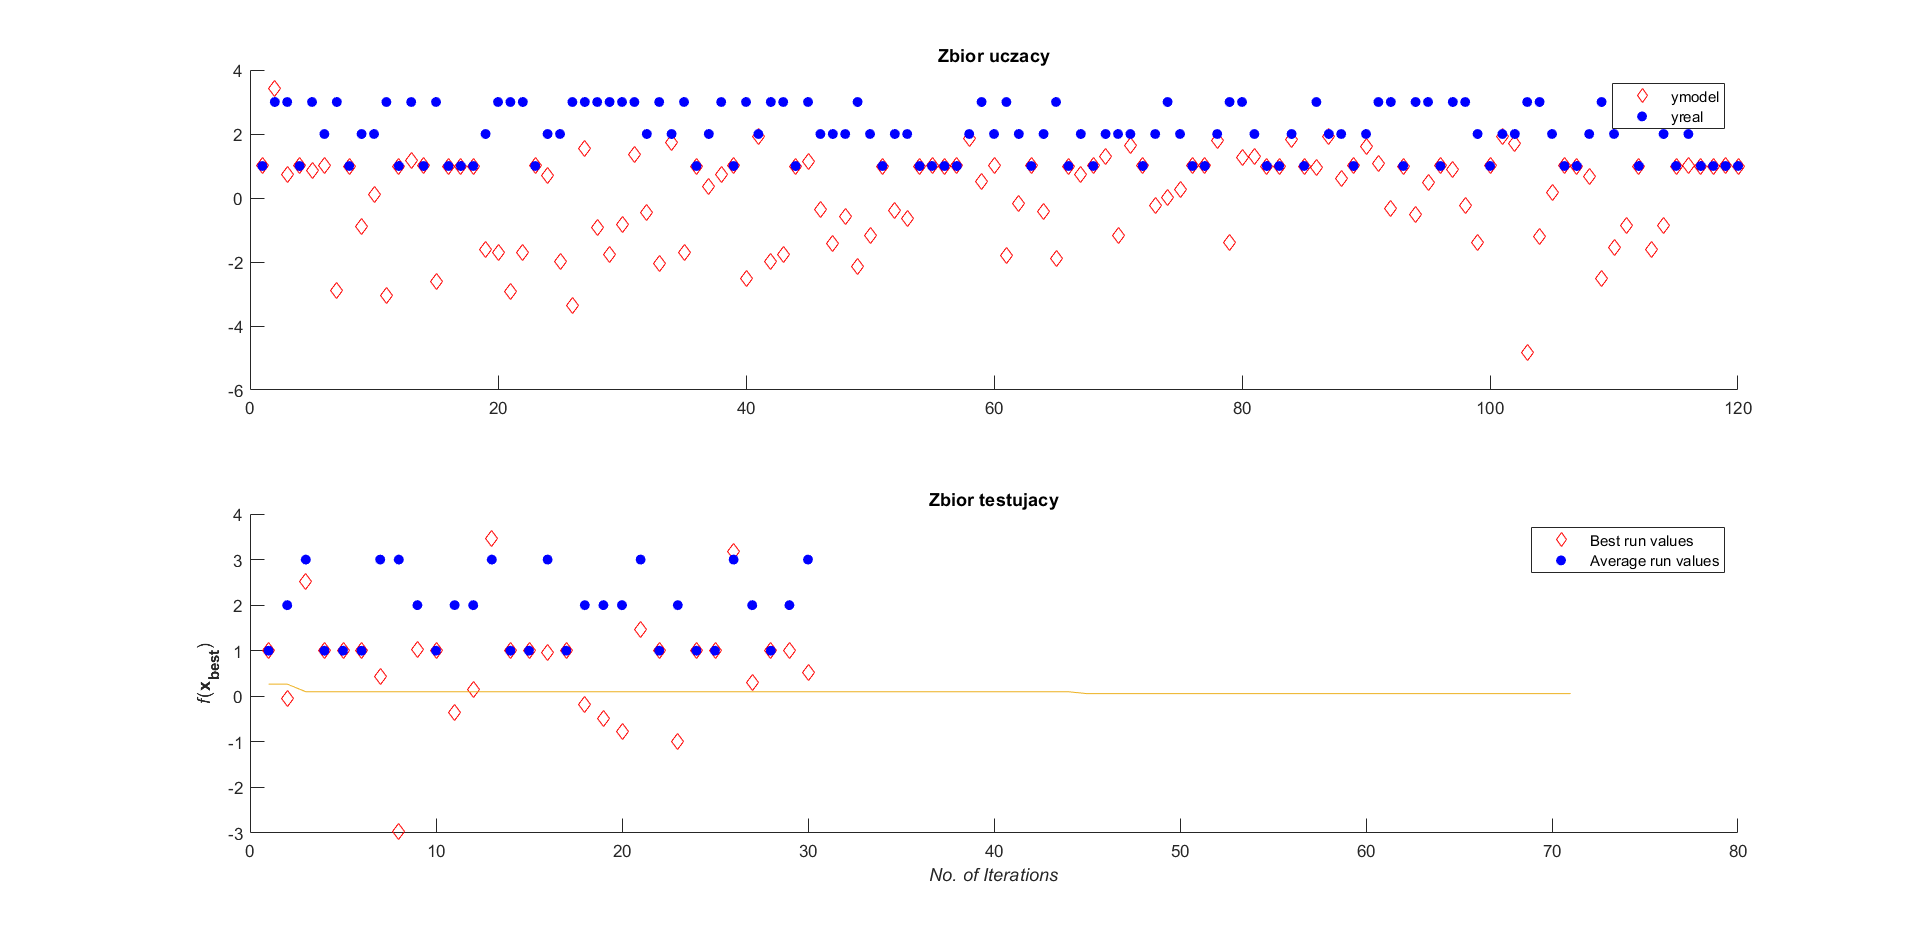 Zbior uczacy
4
2
0
-2
-4
-6
0 20 40 60 80 100 120
ymodel
yreal
Zbior testujacy
4
3
2
1
0
-1
-2
-3
0 10 20 30 40 50 60 70 80
f(x_best)
No. of Iterations
Best run values
Average run values